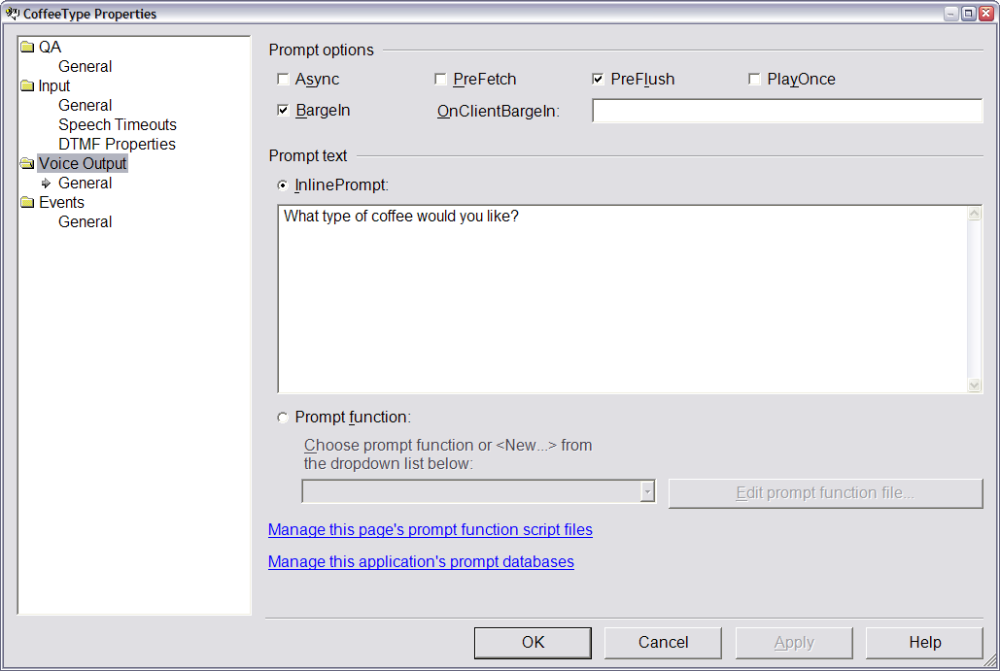 CoffeeType Properties
QA
General
Input
General
Speech Timeouts
DTMF Properties
Voice Output
General
Events
General
Prompt options
Async PreFetch PreFlush PlayOnce
BargeIn OnClientBargeIn:
Prompt text
InlinePrompt:
What type of coffee would you like?
Prompt function:
Choose prompt function or <New...> from
the dropdown list below:
Edit prompt function file...
Manage this page's prompt function script files
Manage this application's prompt databases
OK Cancel Apply Help